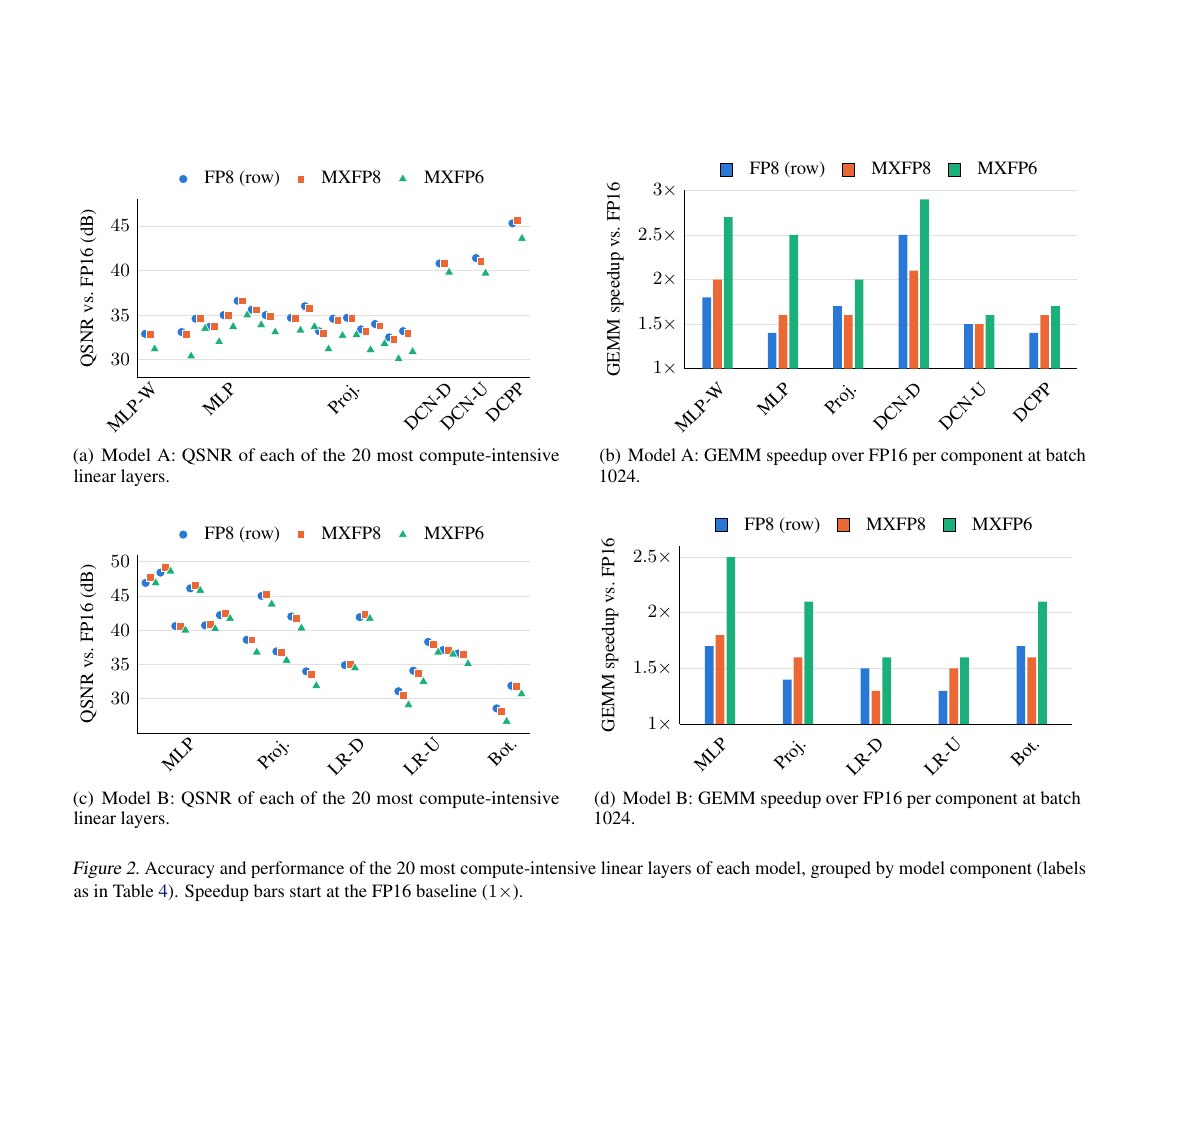 FP8 (row) MXFP8 MXFP6
QSNR vs. FP16 (dB)
45
40
35
30
MLP-W MLP Proj. DCN-D DCN-U DCPP
(a) Model A: QSNR of each of the 20 most compute-intensive
linear layers.
FP8 (row) MXFP8 MXFP6
GEMM speedup vs. FP16
3×
2.5×
2×
1.5×
1×
MLP-W MLP Proj. DCN-D DCN-U DCPP
(b) Model A: GEMM speedup over FP16 per component at batch
1024.
FP8 (row) MXFP8 MXFP6
QSNR vs. FP16 (dB)
50
45
40
35
30
MLP Proj. LR-D LR-U Bot.
(c) Model B: QSNR of each of the 20 most compute-intensive
linear layers.
FP8 (row) MXFP8 MXFP6
GEMM speedup vs. FP16
2.5×
2×
1.5×
1×
MLP Proj. LR-D LR-U Bot.
(d) Model B: GEMM speedup over FP16 per component at batch
1024.
Figure 2. Accuracy and performance of the 20 most compute-intensive linear layers of each model, grouped by model component (labels
as in Table 4). Speedup bars start at the FP16 baseline (1×).